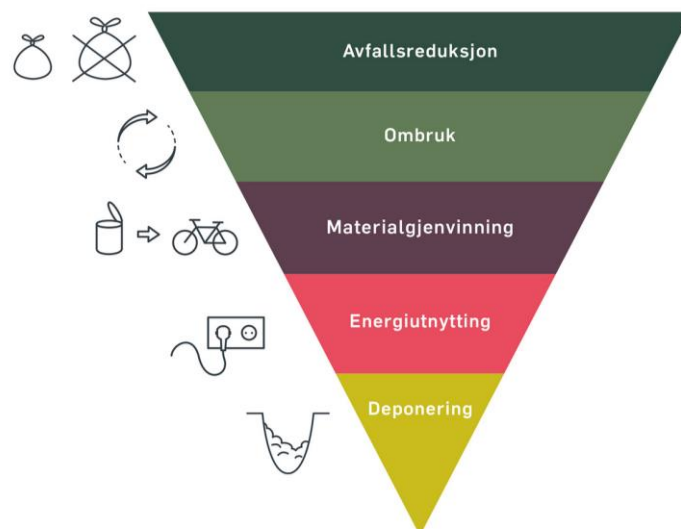 Avfallsreduksjon
Ombruk
Materialgjenvinning
Energiutnytting
Deponering